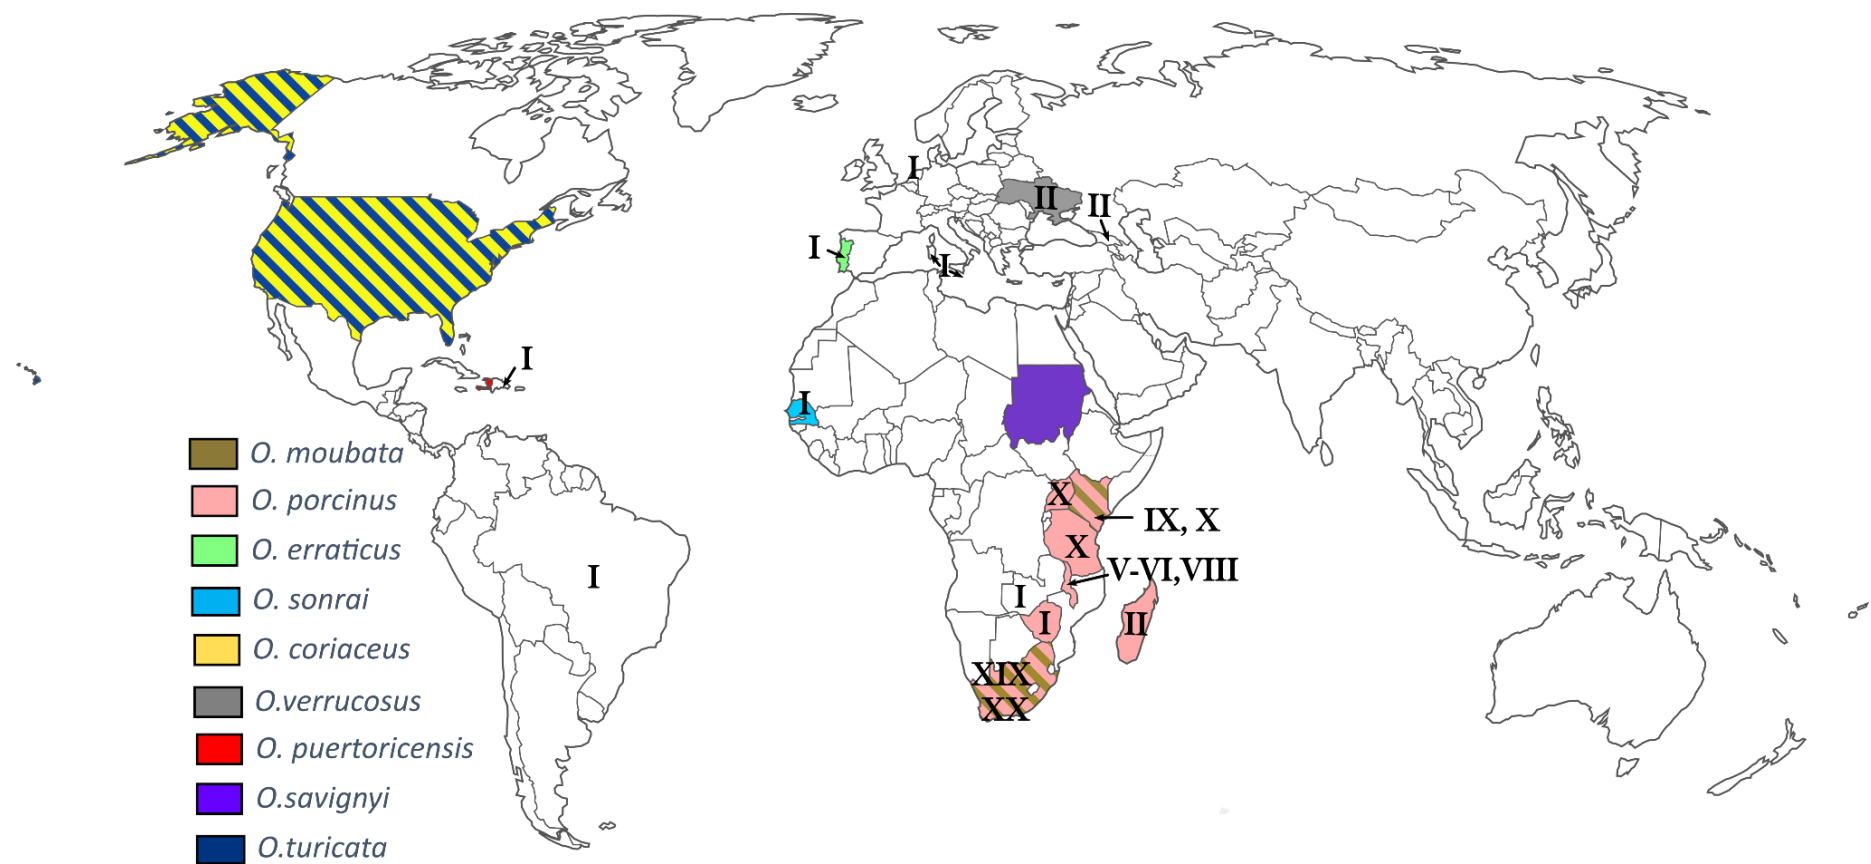 I
II
II
I
I
I
I
O. moubata
O. porcinus
O. erraticus
O. sonrai
O. coriaceus
O.verrucosus
O. puertoricensis
O.savignyi
O.turicata
I
X
IX, X
X
V-VI,VIII
I
I
II
XIX
XX